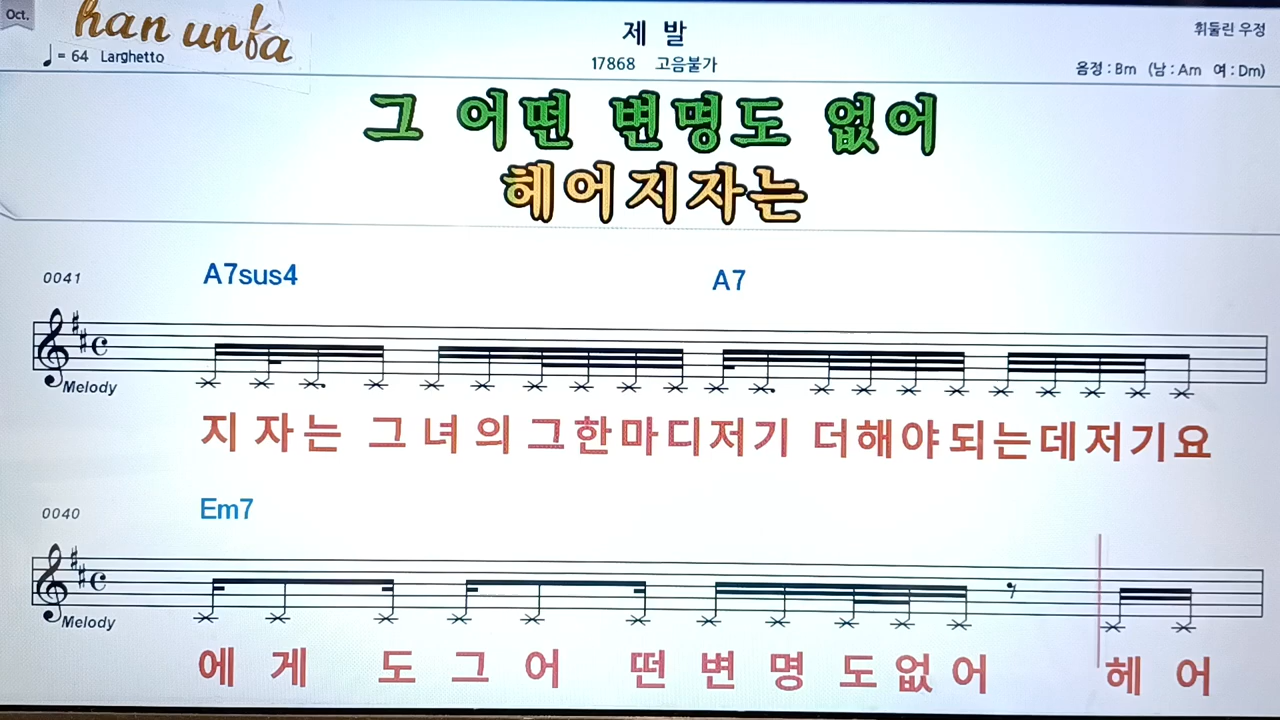 Oct.
han unfa
제 발
휘둘린 우정
♩ = 64 Larghetto
17868 고음불가
음정 : Bm (남 : Am 여 : Dm)
그 어떤 변명도 없어
헤어지자는
0041
A7sus4 A7
Melody
지 자 는 그 녀 의 그 한 마 디 저 기 더 해 야 되 는 데 저 기 요
0040
Em7
Melody
에 게 도 그 어 떤 변 명 도 없 어 헤 어